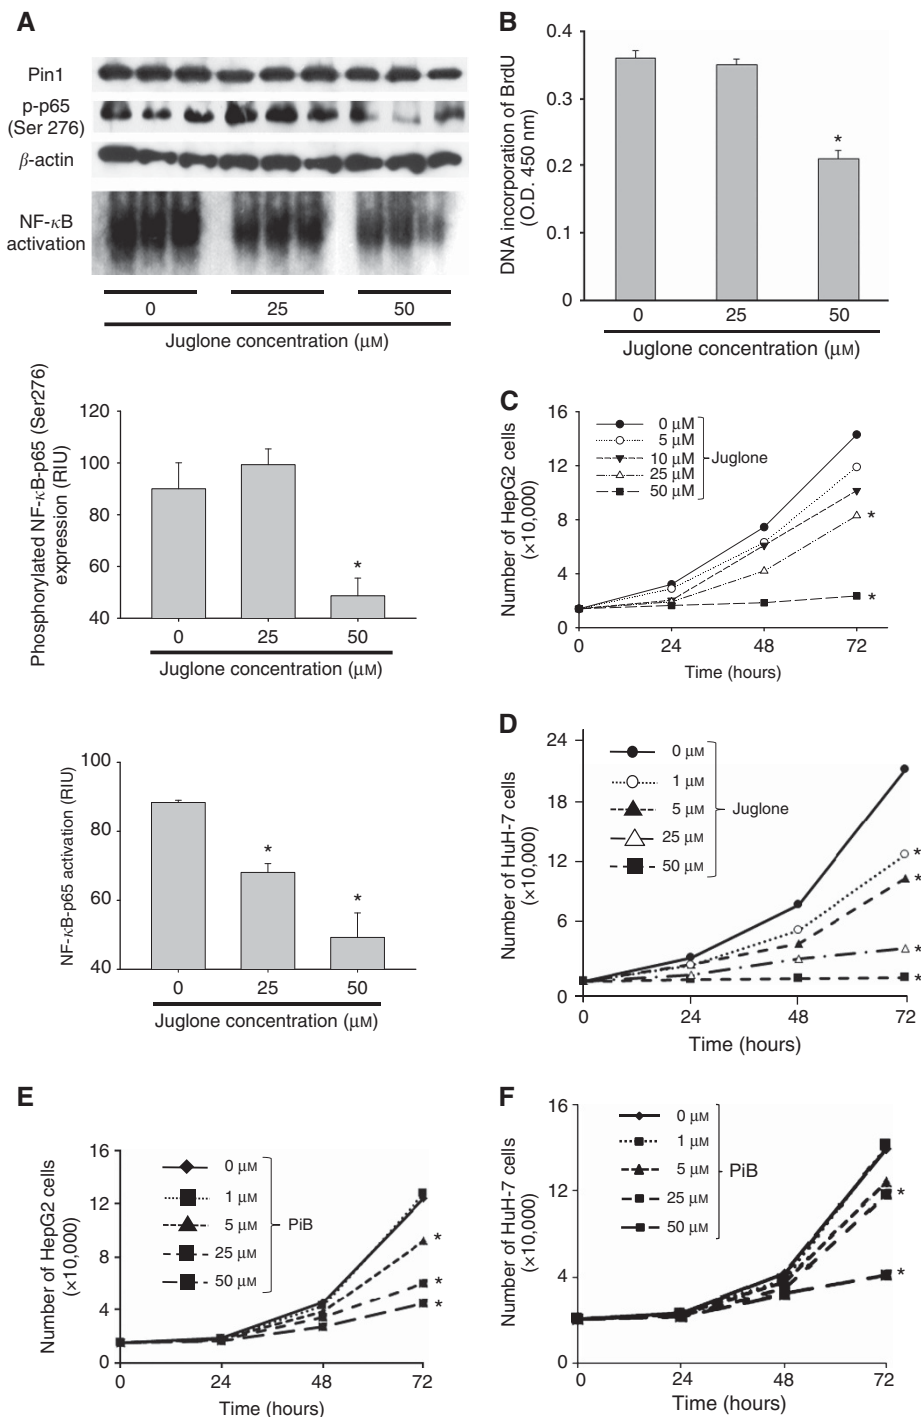 A
Pin1
p-p65
(Ser 276)
β-actin
NF-κB
activation
0 25 50
Juglone concentration (μM)
Phosphorylated NF-κB-p65 (Ser276)
expression (RIU)
120
100
80
60
40
*
0 25 50
Juglone concentration (μM)
NF-κB-p65 activation (RIU)
100
80
60
40
*
*
0 25 50
Juglone concentration (μM)
B
DNA incorporation of BrdU
(O.D. 450 nm)
0.4
0.3
0.2
0.1
0
*
0 25 50
Juglone concentration (μM)
C
Number of HepG2 cells
(×10,000)
16
12
8
4
0
0 μM
5 μM
10 μM
25 μM
50 μM
Juglone
*
*
0 24 48 72
Time (hours)
D
Number of HuH-7 cells
(×10,000)
24
18
12
6
0
0 μM
1 μM
5 μM
25 μM
50 μM
Juglone
*
*
*
*
0 24 48 72
Time (hours)
E
Number of HepG2 cells
(×10,000)
16
12
8
4
0
0 μM
1 μM
5 μM
25 μM
50 μM
PiB
*
*
*
0 24 48 72
Time (hours)
F
Number of HuH-7 cells
(×10,000)
16
12
4
0
0 μM
1 μM
5 μM
25 μM
50 μM
PiB
*
*
0 24 48 72
Time (hours)